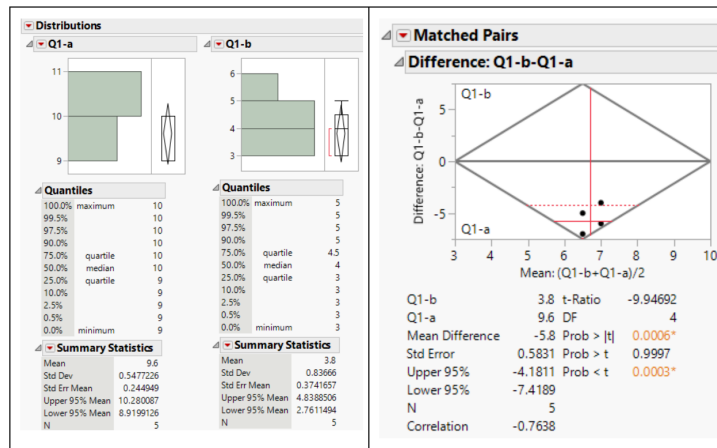 Distributions
Q1-a
11
10
9
Quantiles
100.0% maximum 10
99.5% 10
97.5% 10
90.0% 10
75.0% quartile 10
50.0% median 10
25.0% quartile 9
10.0% 9
2.5% 9
0.5% 9
0.0% minimum 9
Summary Statistics
Mean 9.6
Std Dev 0.5477226
Std Err Mean 0.244949
Upper 95% Mean 10.280087
Lower 95% Mean 8.9199126
N 5
Q1-b
6
5
4
3
Quantiles
100.0% maximum 5
99.5% 5
97.5% 5
90.0% 5
75.0% quartile 4.5
50.0% median 4
25.0% quartile 3
10.0% 3
2.5% 3
0.5% 3
0.0% minimum 3
Summary Statistics
Mean 3.8
Std Dev 0.83666
Std Err Mean 0.3741657
Upper 95% Mean 4.8388506
Lower 95% Mean 2.7611494
N 5
Matched Pairs
Difference: Q1-b-Q1-a
Difference: Q1-b-Q1-a
Q1-b
5
0
-5
Q1-a
3 4 5 6 7 8 9 10
Mean: (Q1-b+Q1-a)/2
Q1-b 3.8 t-Ratio -9.94692
Q1-a 9.6 DF 4
Mean Difference -5.8 Prob > |t| 0.0006*
Std Error 0.5831 Prob > t 0.9997
Upper 95% -4.1811 Prob < t 0.0003*
Lower 95% -7.4189
N 5
Correlation -0.7638